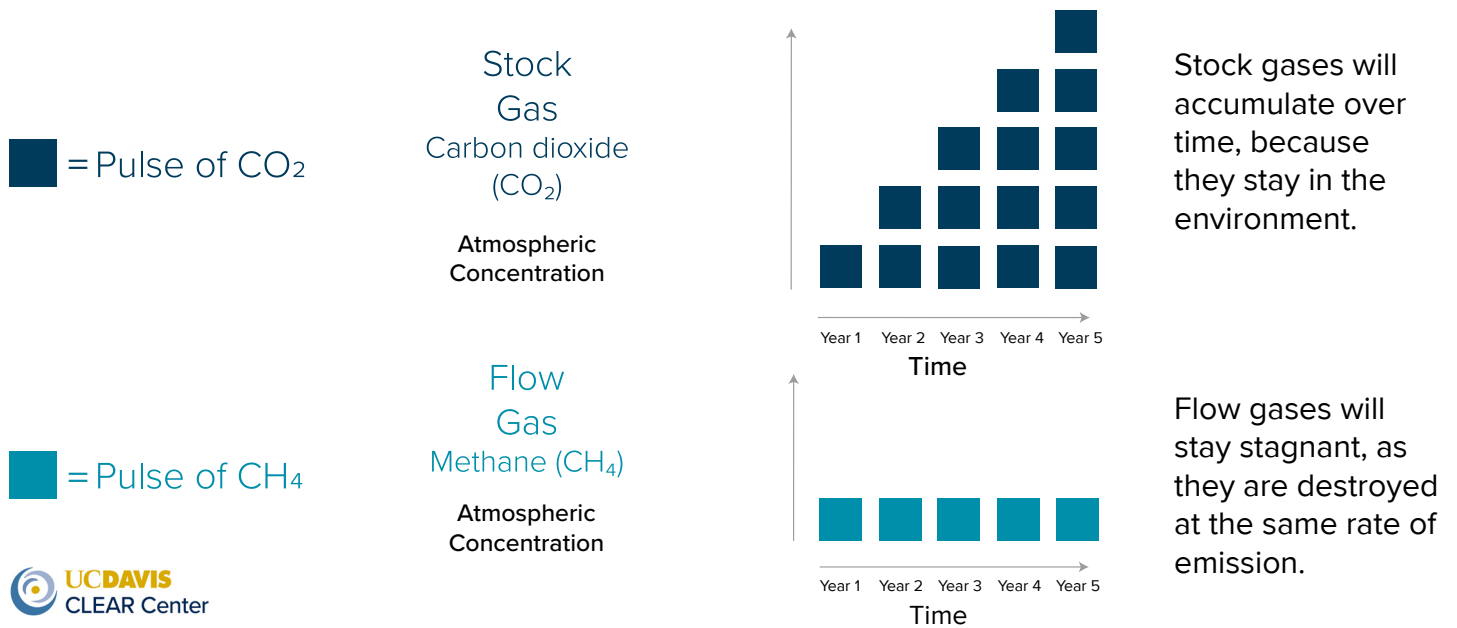 = Pulse of CO₂
Stock
Gas
Carbon dioxide
(CO₂)
Atmospheric
Concentration
Year 1 Year 2 Year 3 Year 4 Year 5
Time
Stock gases will
accumulate over
time, because
they stay in the
environment.
= Pulse of CH₄
Flow
Gas
Methane (CH₄)
Atmospheric
Concentration
Year 1 Year 2 Year 3 Year 4 Year 5
Time
Flow gases will
stay stagnant, as
they are destroyed
at the same rate of
emission.
UCDAVIS
CLEAR Center